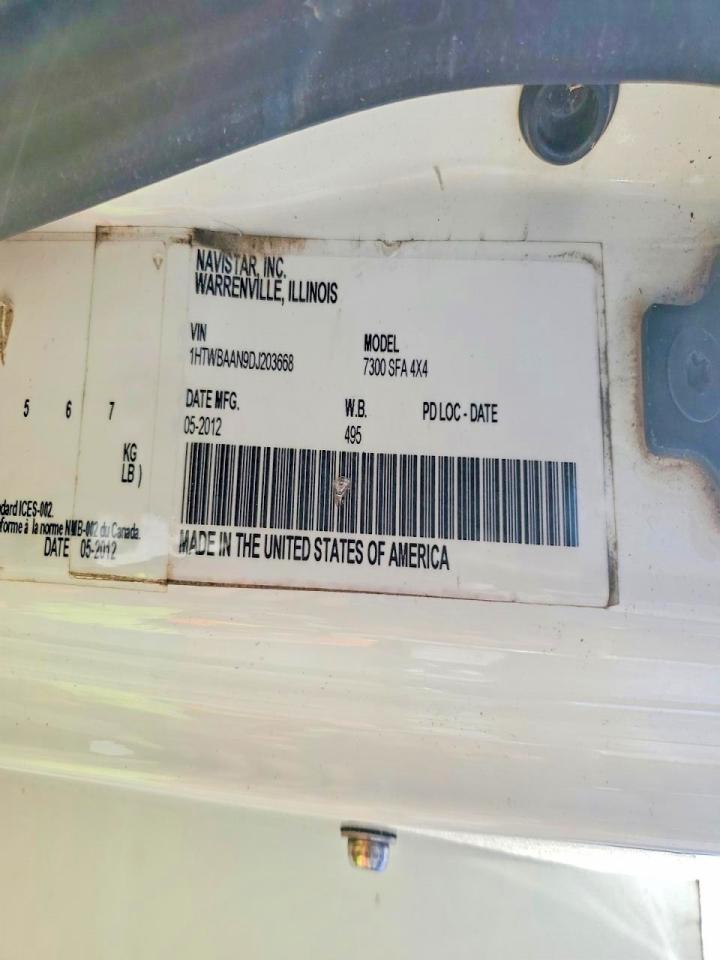 NAVISTAR, INC.
WARRENVILLE, ILLINOIS
VIN
1HTWBAAN9DJ203668
MODEL
7300 SFA 4X4
DATE MFG.
05-2012
W.B.
495
PD LOC - DATE
MADE IN THE UNITED STATES OF AMERICA
5 6 7
KG
LB )
ICES-002.
à la norme NMB-002 du Canada.
DATE 05-2012